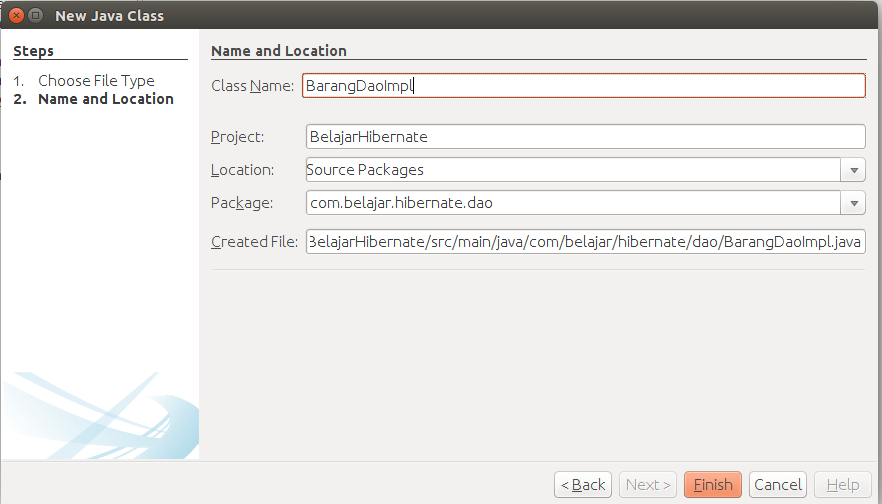 New Java Class
Steps
1. Choose File Type
2. Name and Location
Name and Location
Class Name: BarangDaoImpl
Project: BelajarHibernate
Location: Source Packages
Package: com.belajar.hibernate.dao
Created File: BelajarHibernate/src/main/java/com/belajar/hibernate/dao/BarangDaoImpl.java
< Back Next > Finish Cancel Help